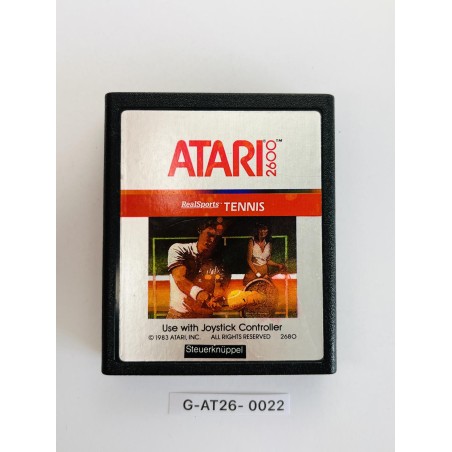 ATARI 2600™
RealSports™ TENNIS
Use with Joystick Controller
© 1983 ATARI, INC. ALL RIGHTS RESERVED 2680
Steuerknüppel
G-AT26-0022